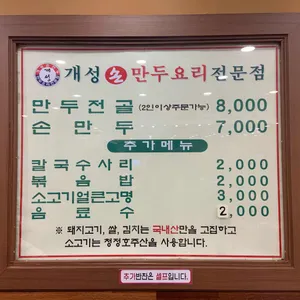 개성 개성손만두요리전문점
만두전골 (2인이상주문가능) 8,000
손만두 7,000
추가메뉴
칼국수사리 2,000
볶음밥 2,000
소고기얼큰고명 3,000
음료수 2,000
※ 돼지고기, 쌀, 김치는 국내산만을 고집하고
소고기는 청정호주산을 사용합니다.
추가반찬은 셀프입니다.